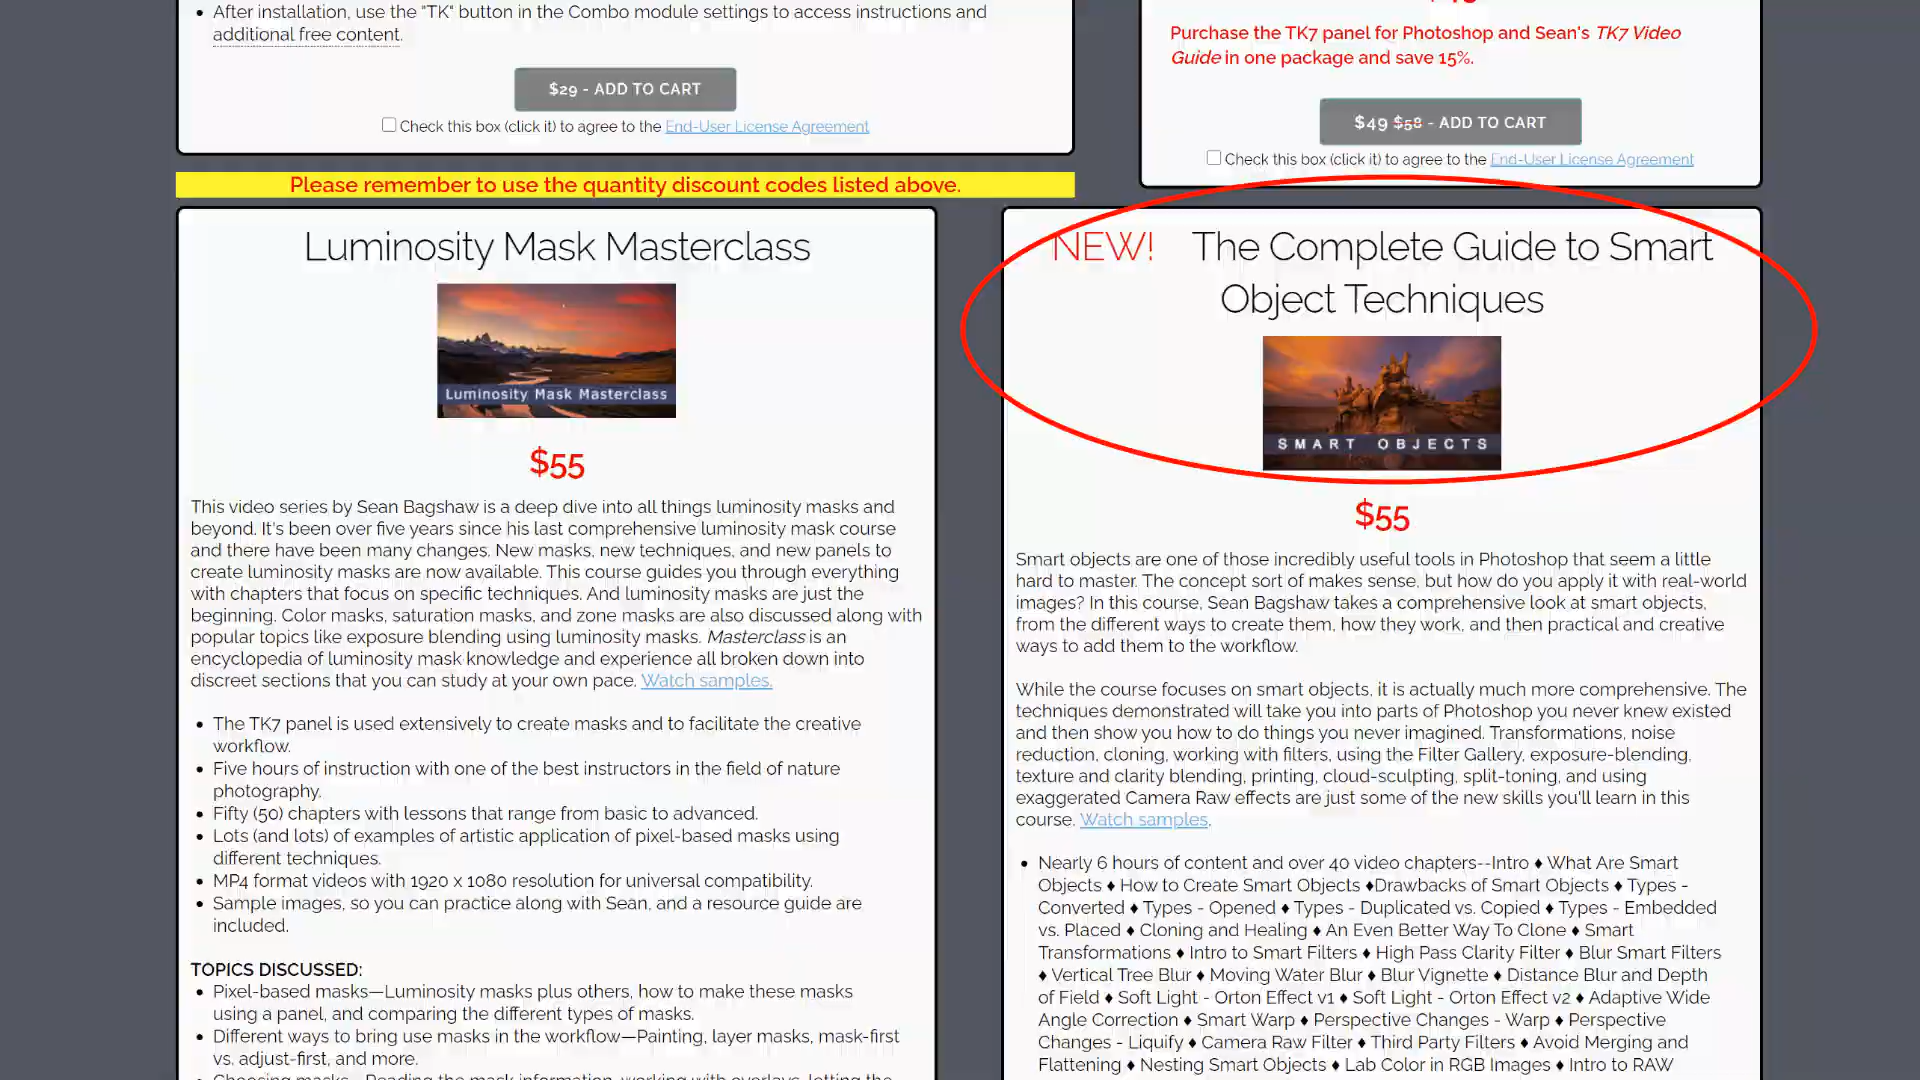 After installation, use the "TK" button in the Combo module settings to access instructions and
additional free content.
$29 - ADD TO CART
Check this box (click it) to agree to the End-User License Agreement
Purchase the TK7 panel for Photoshop and Sean's TK7 Video
Guide in one package and save 15%.
$49 $58 - ADD TO CART
Check this box (click it) to agree to the End-User License Agreement
Please remember to use the quantity discount codes listed above.
Luminosity Mask Masterclass
Luminosity Mask Masterclass
$55
This video series by Sean Bagshaw is a deep dive into all things luminosity masks and
beyond. It's been over five years since his last comprehensive luminosity mask course
and there have been many changes. New masks, new techniques, and new panels to
create luminosity masks are now available. This course guides you through everything
with chapters that focus on specific techniques. And luminosity masks are just the
beginning. Color masks, saturation masks, and zone masks are also discussed along with
popular topics like exposure blending using luminosity masks. Masterclass is an
encyclopedia of luminosity mask knowledge and experience all broken down into
discreet sections that you can study at your own pace. Watch samples.
The TK7 panel is used extensively to create masks and to facilitate the creative
workflow.
Five hours of instruction with one of the best instructors in the field of nature
photography.
Fifty (50) chapters with lessons that range from basic to advanced.
Lots (and lots) of examples of artistic application of pixel-based masks using
different techniques.
MP4 format videos with 1920 x 1080 resolution for universal compatibility.
Sample images, so you can practice along with Sean, and a resource guide are
included.
TOPICS DISCUSSED:
Pixel-based masks—Luminosity masks plus others, how to make these masks
using a panel, and comparing the different types of masks.
Different ways to bring use masks in the workflow—Painting, layer masks, mask-first
vs. adjust-first, and more.
Choosing masks—Reading the mask information, working with overlays, letting the
NEW! The Complete Guide to Smart
Object Techniques
SMART OBJECTS
$55
Smart objects are one of those incredibly useful tools in Photoshop that seem a little
hard to master. The concept sort of makes sense, but how do you apply it with real-world
images? In this course, Sean Bagshaw takes a comprehensive look at smart objects,
from the different ways to create them, how they work, and then practical and creative
ways to add them to the workflow.
While the course focuses on smart objects, it is actually much more comprehensive. The
techniques demonstrated will take you into parts of Photoshop you never knew existed
and then show you how to do things you never imagined. Transformations, noise
reduction, cloning, working with filters, using the Filter Gallery, exposure-blending,
texture and clarity blending, printing, cloud-sculpting, split-toning, and using
exaggerated Camera Raw effects are just some of the new skills you'll learn in this
course. Watch samples.
Nearly 6 hours of content and over 40 video chapters--Intro ♦ What Are Smart
Objects ♦ How to Create Smart Objects ♦Drawbacks of Smart Objects ♦ Types -
Converted ♦ Types - Opened ♦ Types - Duplicated vs. Copied ♦ Types - Embedded
vs. Placed ♦ Cloning and Healing ♦ An Even Better Way To Clone ♦ Smart
Transformations ♦ Intro to Smart Filters ♦ High Pass Clarity Filter ♦ Blur Smart Filters
♦ Vertical Tree Blur ♦ Moving Water Blur ♦ Blur Vignette ♦ Distance Blur and Depth
of Field ♦ Soft Light - Orton Effect v1 ♦ Soft Light - Orton Effect v2 ♦ Adaptive Wide
Angle Correction ♦ Smart Warp ♦ Perspective Changes - Warp ♦ Perspective
Changes - Liquify ♦ Camera Raw Filter ♦ Third Party Filters ♦ Avoid Merging and
Flattening ♦ Nesting Smart Objects ♦ Lab Color in RGB Images ♦ Intro to RAW